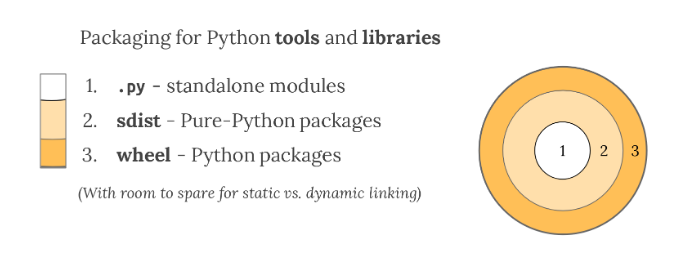 Packaging for Python tools and libraries
1. .py - standalone modules
2. sdist - Pure-Python packages
3. wheel - Python packages
(With room to spare for static vs. dynamic linking)
1 2 3